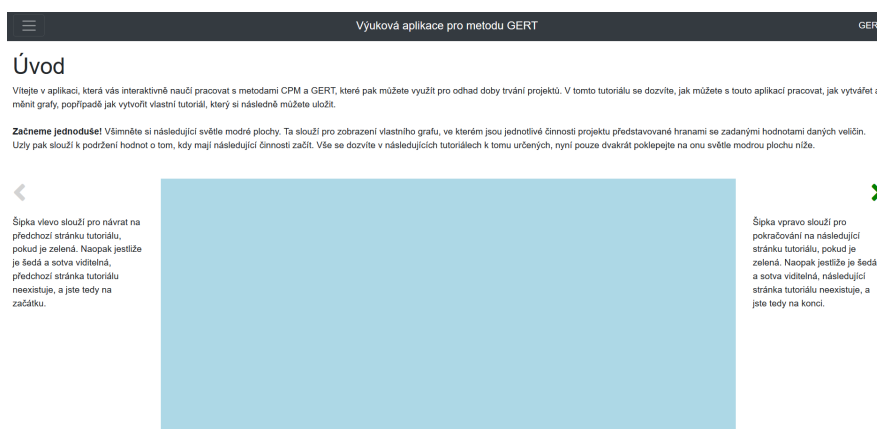 Výuková aplikace pro metodu GERT
GER
Úvod
Vítejte v aplikaci, která vás interaktivně naučí pracovat s metodami CPM a GERT, které pak můžete využít pro odhad doby trvání projektů. V tomto tutoriálu se dozvíte, jak můžete s touto aplikací pracovat, jak vytvářet a
měnit grafy, popřípadě jak vytvořit vlastní tutoriál, který si následně můžete uložit.
Začneme jednoduše! Všimněte si následující světle modré plochy. Ta slouží pro zobrazení vlastního grafu, ve kterém jsou jednotlivé činnosti projektu představované hranami se zadanými hodnotami daných veličin.
Uzly pak slouží k podržení hodnot o tom, kdy mají následující činnosti začít. Vše se dozvíte v následujících tutoriálech k tomu určených, nyní pouze dvakrát poklepejte na onu světle modrou plochu níže.
Šipka vlevo slouží pro návrat na
předchozí stránku tutoriálu,
pokud je zelená. Naopak jestliže
je šedá a sotva viditelná,
předchozí stránka tutoriálu
neexistuje, a jste tedy na
začátku.
Šipka vpravo slouží pro
pokračování na následující
stránku tutoriálu, pokud je
zelená. Naopak jestliže je šedá
a sotva viditelná, následující
stránka tutoriálu neexistuje, a
jste tedy na konci.